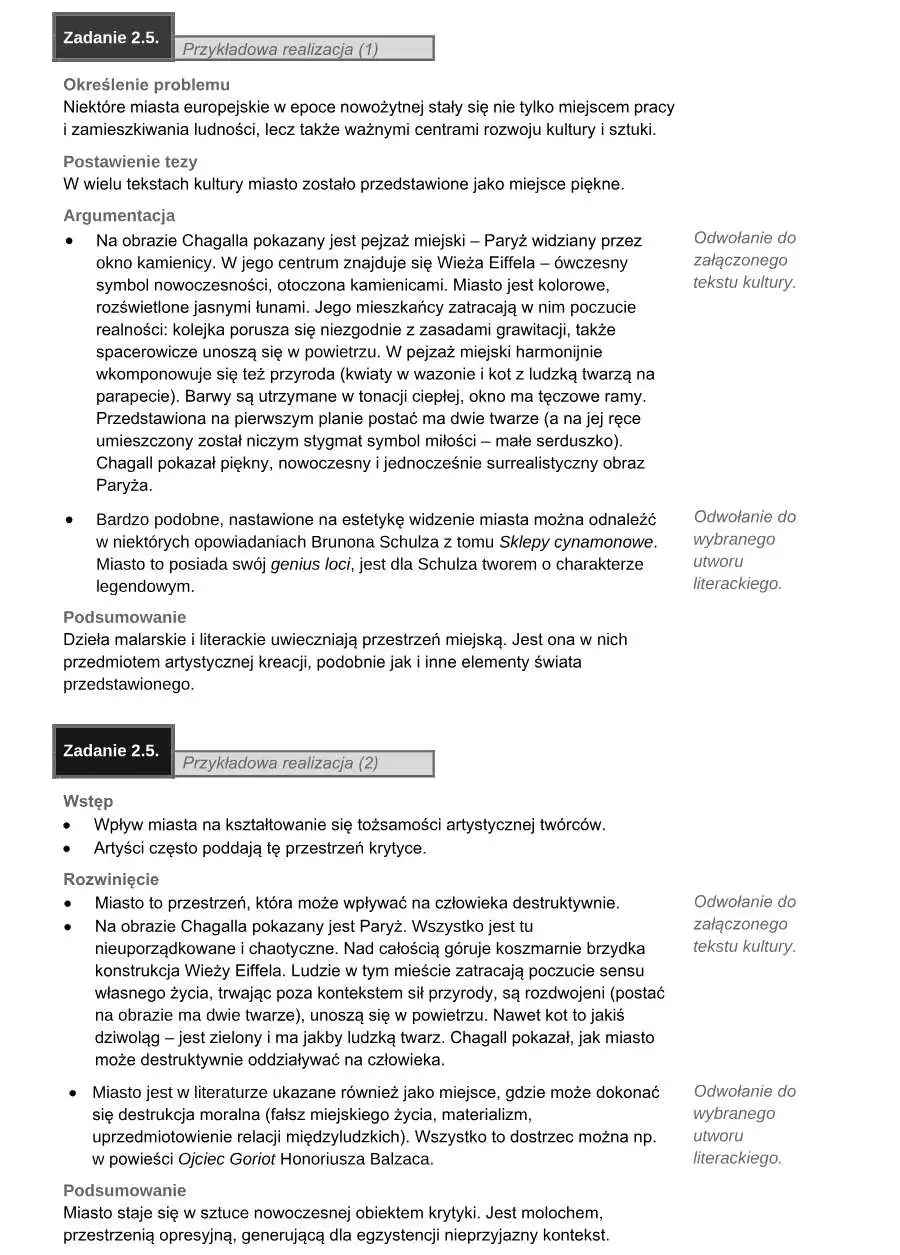 Zadanie 2.5.
Przykładowa realizacja (1)
Określenie problemu
Niektóre miasta europejskie w epoce nowożytnej stały się nie tylko miejscem pracy
i zamieszkiwania ludności, lecz także ważnymi centrami rozwoju kultury i sztuki.
Postawienie tezy
W wielu tekstach kultury miasto zostało przedstawione jako miejsce piękne.
Argumentacja
• Na obrazie Chagalla pokazany jest pejzaż miejski – Paryż widziany przez
okno kamienicy. W jego centrum znajduje się Wieża Eiffela – ówczesny
symbol nowoczesności, otoczona kamienicami. Miasto jest kolorowe,
rozświetlone jasnymi łunami. Jego mieszkańcy zatracają w nim poczucie
realności: kolejka porusza się niezgodnie z zasadami grawitacji, także
spacerowicze unoszą się w powietrzu. W pejzaż miejski harmonijnie
wkomponowuje się też przyroda (kwiaty w wazonie i kot z ludzką twarzą na
parapecie). Barwy są utrzymane w tonacji ciepłej, okno ma tęczowe ramy.
Przedstawiona na pierwszym planie postać ma dwie twarze (a na jej ręce
umieszczony został niczym stygmat symbol miłości – małe serduszko).
Chagall pokazał piękny, nowoczesny i jednocześnie surrealistyczny obraz
Paryża.
Odwołanie do
załączonego
tekstu kultury.
• Bardzo podobne, nastawione na estetykę widzenie miasta można odnaleźć
w niektórych opowiadaniach Brunona Schulza z tomu Sklepy cynamonowe.
Miasto to posiada swój genius loci, jest dla Schulza tworem o charakterze
legendowym.
Odwołanie do
wybranego
utworu
literackiego.
Podsumowanie
Dzieła malarskie i literackie uwieczniają przestrzeń miejską. Jest ona w nich
przedmiotem artystycznej kreacji, podobnie jak i inne elementy świata
przedstawionego.
Zadanie 2.5.
Przykładowa realizacja (2)
Wstęp
• Wpływ miasta na kształtowanie się tożsamości artystycznej twórców.
• Artyści często poddają tę przestrzeń krytyce.
Rozwinięcie
• Miasto to przestrzeń, która może wpływać na człowieka destruktywnie.
• Na obrazie Chagalla pokazany jest Paryż. Wszystko jest tu
nieuporządkowane i chaotyczne. Nad całością góruje koszmarnie brzydka
konstrukcja Wieży Eiffela. Ludzie w tym mieście zatracają poczucie sensu
własnego życia, trwając poza kontekstem sił przyrody, są rozdwojeni (postać
na obrazie ma dwie twarze), unoszą się w powietrzu. Nawet kot to jakiś
dziwoląg – jest zielony i ma jakby ludzką twarz. Chagall pokazał, jak miasto
może destruktywnie oddziaływać na człowieka.
Odwołanie do
załączonego
tekstu kultury.
• Miasto jest w literaturze ukazane również jako miejsce, gdzie może dokonać
się destrukcja moralna (fałsz miejskiego życia, materializm,
uprzedmiotowienie relacji międzyludzkich). Wszystko to dostrzec można np.
w powieści Ojciec Goriot Honoriusza Balzaca.
Odwołanie do
wybranego
utworu
literackiego.
Podsumowanie
Miasto staje się w sztuce nowoczesnej obiektem krytyki. Jest molochem,
przestrzenią opresyjną, generującą dla egzystencji nieprzyjazny kontekst.